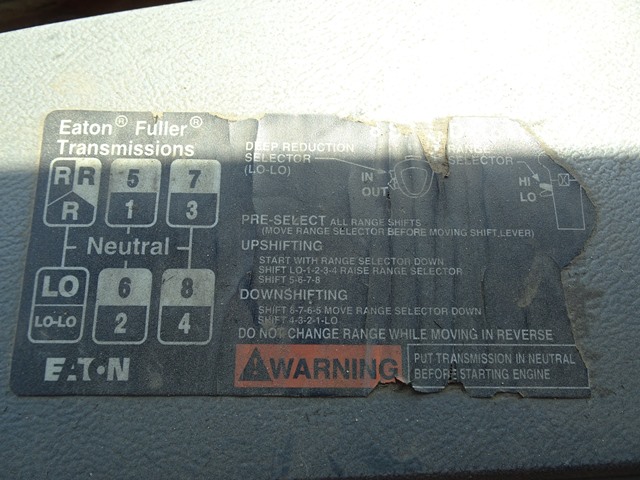 Eaton® Fuller®
Transmissions
R R 5 7
R 1 3
Neutral
LO 6 8
LO-LO 2 4
EATON
DEEP REDUCTION
SELECTOR
(LO-LO)
IN
OUT
RANGE
SELECTOR
HI
LO
PRE-SELECT ALL RANGE SHIFTS
(MOVE RANGE SELECTOR BEFORE MOVING SHIFT LEVER)
UPSHIFTING
START WITH RANGE SELECTOR DOWN
SHIFT LO-1-2-3-4 RAISE RANGE SELECTOR
SHIFT 5-6-7-8
DOWNSHIFTING
SHIFT 8-7-6-5 MOVE RANGE SELECTOR DOWN
SHIFT 4-3-2-1-LO
DO NOT CHANGE RANGE WHILE MOVING IN REVERSE
WARNING
PUT TRANSMISSION IN NEUTRAL
BEFORE STARTING ENGINE